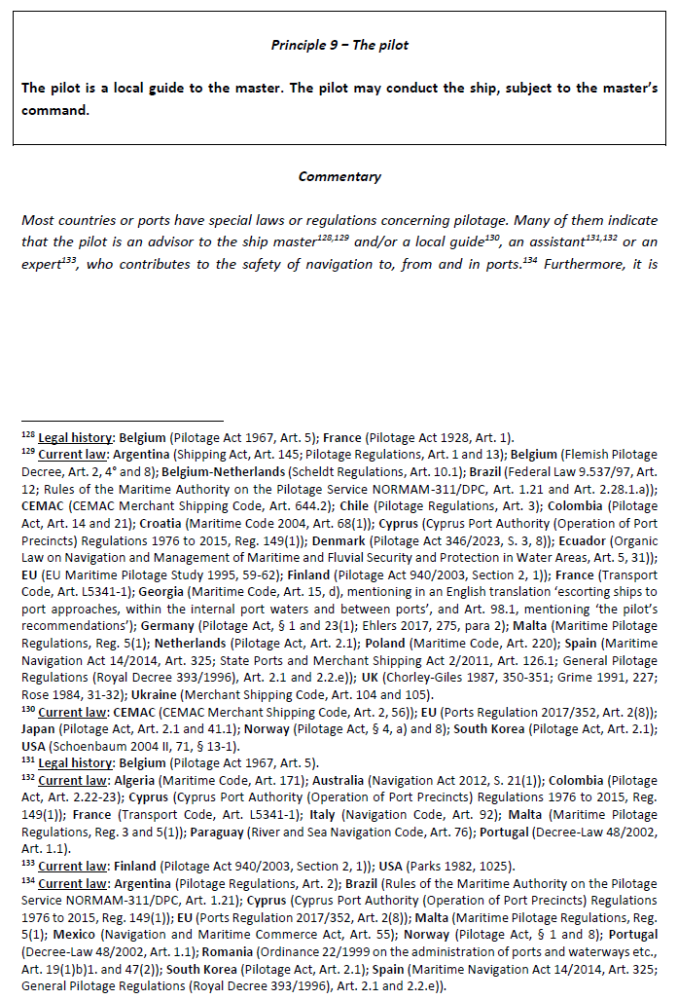 Principle 9 – The pilot
The pilot is a local guide to the master. The pilot may conduct the ship, subject to the master's
command.
Commentary
Most countries or ports have special laws or regulations concerning pilotage. Many of them indicate
that the pilot is an advisor to the ship master128,129 and/or a local guide130, an assistant131,132 or an
expert133, who contributes to the safety of navigation to, from and in ports.134 Furthermore, it is
128 Legal history: Belgium (Pilotage Act 1967, Art. 5); France (Pilotage Act 1928, Art. 1).
129 Current law: Argentina (Shipping Act, Art. 145; Pilotage Regulations, Art. 1 and 13); Belgium (Flemish Pilotage
Decree, Art. 2, 4° and 8); Belgium-Netherlands (Scheldt Regulations, Art. 10.1); Brazil (Federal Law 9.537/97, Art.
12; Rules of the Maritime Authority on the Pilotage Service NORMAM-311/DPC, Art. 1.21 and Art. 2.28.1.a));
CEMAC (CEMAC Merchant Shipping Code, Art. 644.2); Chile (Pilotage Regulations, Art. 3); Colombia (Pilotage
Act, Art. 14 and 21); Croatia (Maritime Code 2004, Art. 68(1)); Cyprus (Cyprus Port Authority (Operation of Port
Precincts) Regulations 1976 to 2015, Reg. 149(1)); Denmark (Pilotage Act 346/2023, S. 3, 8)); Ecuador (Organic
Law on Navigation and Management of Maritime and Fluvial Security and Protection in Water Areas, Art. 5, 31));
EU (EU Maritime Pilotage Study 1995, 59-62); Finland (Pilotage Act 940/2003, Section 2, 1)); France (Transport
Code, Art. L5341-1); Georgia (Maritime Code, Art. 15, d), mentioning in an English translation ‘escorting ships to
port approaches, within the internal port waters and between ports’, and Art. 98.1, mentioning ‘the pilot’s
recommendations’); Germany (Pilotage Act, § 1 and 23(1); Ehlers 2017, 275, para 2); Malta (Maritime Pilotage
Regulations, Reg. 5(1); Netherlands (Pilotage Act, Art. 2.1); Poland (Maritime Code, Art. 220); Spain (Maritime
Navigation Act 14/2014, Art. 325; State Ports and Merchant Shipping Act 2/2011, Art. 126.1; General Pilotage
Regulations (Royal Decree 393/1996), Art. 2.1 and 2.2.e)); UK (Chorley-Giles 1987, 350-351; Grime 1991, 227;
Rose 1984, 31-32); Ukraine (Merchant Shipping Code, Art. 104 and 105).
130 Current law: CEMAC (CEMAC Merchant Shipping Code, Art. 2, 56)); EU (Ports Regulation 2017/352, Art. 2(8));
Japan (Pilotage Act, Art. 2.1 and 41.1); Norway (Pilotage Act, § 4, a) and 8); South Korea (Pilotage Act, Art. 2.1);
USA (Schoenbaum 2004 II, 71, § 13-1).
131 Legal history: Belgium (Pilotage Act 1967, Art. 5).
132 Current law: Algeria (Maritime Code, Art. 171); Australia (Navigation Act 2012, S. 21(1)); Colombia (Pilotage
Act, Art. 2.22-23); Cyprus (Cyprus Port Authority (Operation of Port Precincts) Regulations 1976 to 2015, Reg.
149(1)); France (Transport Code, Art. L5341-1); Italy (Navigation Code, Art. 92); Malta (Maritime Pilotage
Regulations, Reg. 3 and 5(1)); Paraguay (River and Sea Navigation Code, Art. 76); Portugal (Decree-Law 48/2002,
Art. 1.1).
133 Current law: Finland (Pilotage Act 940/2003, Section 2, 1)); USA (Parks 1982, 1025).
134 Current law: Argentina (Pilotage Regulations, Art. 2); Brazil (Rules of the Maritime Authority on the Pilotage
Service NORMAM-311/DPC, Art. 1.21); Cyprus (Cyprus Port Authority (Operation of Port Precincts) Regulations
1976 to 2015, Reg. 149(1)); EU (Ports Regulation 2017/352, Art. 2(8)); Malta (Maritime Pilotage Regulations, Reg.
5(1); Mexico (Navigation and Maritime Commerce Act, Art. 55); Norway (Pilotage Act, § 1 and 8); Portugal
(Decree-Law 48/2002, Art. 1.1); Romania (Ordinance 22/1999 on the administration of ports and waterways etc.,
Art. 19(1)b)1. and 47(2)); South Korea (Pilotage Act, Art. 2.1); Spain (Maritime Navigation Act 14/2014, Art. 325;
General Pilotage Regulations (Royal Decree 393/1996), Art. 2.1 and 2.2.e)).